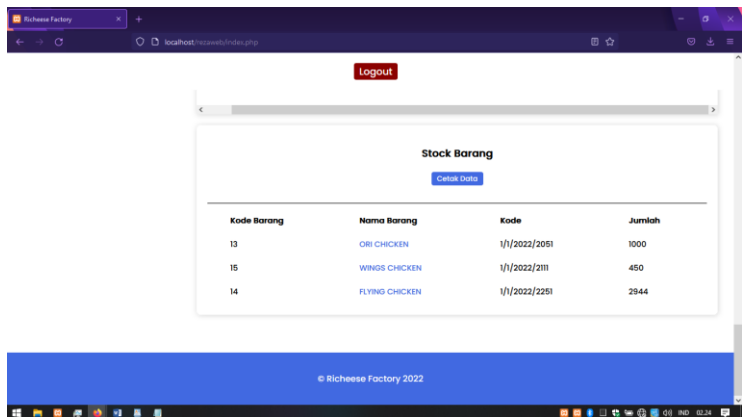 Richeese Factory
localhost/rezaweb/index.php
Logout
Stock Barang
Cetak Data
Kode Barang Nama Barang Kode Jumlah
13 ORI CHICKEN 1/1/2022/2051 1000
15 WINGS CHICKEN 1/1/2022/2111 450
14 FLYING CHICKEN 1/1/2022/2251 2944
© Richeese Factory 2022
IND 02.24